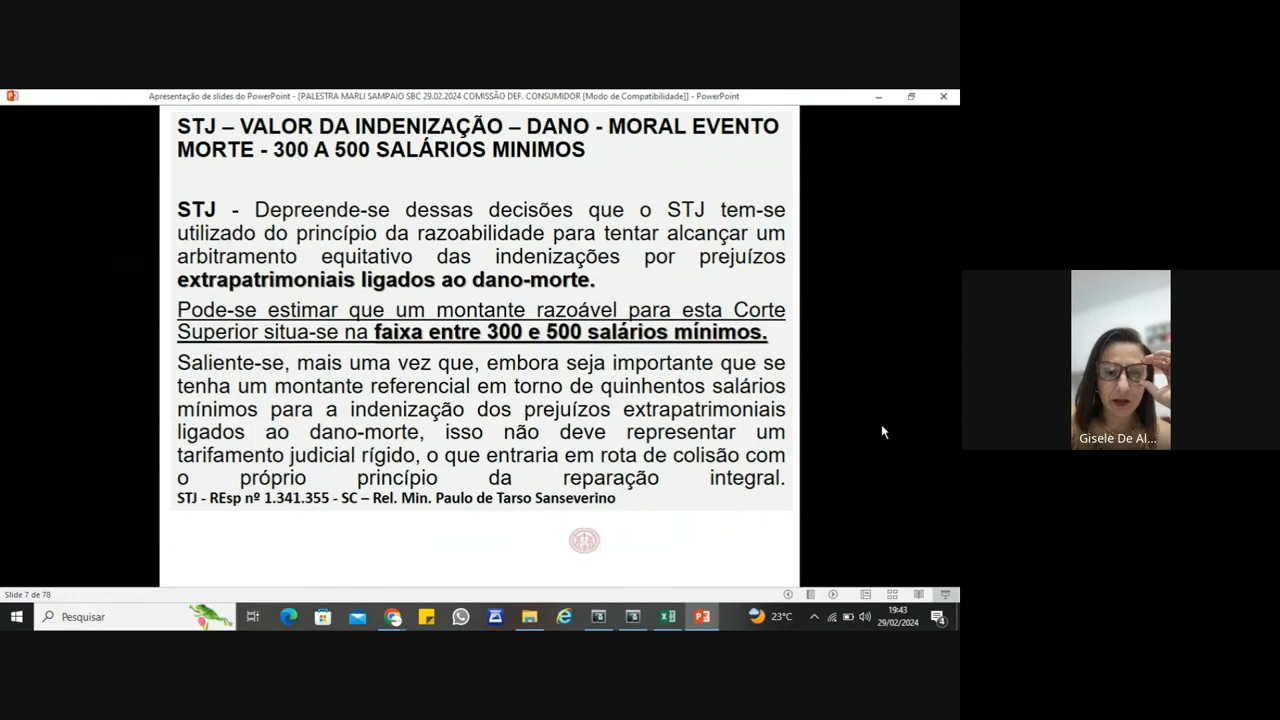 Apresentação de slides do PowerPoint - [PALESTRA MARLI SAMPAIO SBC 29.02.2024 COMISSÃO DEF. CONSUMIDOR [Modo de Compatibilidade]] - PowerPoint
STJ – VALOR DA INDENIZAÇÃO – DANO - MORAL EVENTO
MORTE - 300 A 500 SALÁRIOS MINIMOS
STJ - Depreende-se dessas decisões que o STJ tem-se
utilizado do princípio da razoabilidade para tentar alcançar um
arbitramento equitativo das indenizações por prejuízos
extrapatrimoniais ligados ao dano-morte.
Pode-se estimar que um montante razoável para esta Corte
Superior situa-se na faixa entre 300 e 500 salários mínimos.
Saliente-se, mais uma vez que, embora seja importante que se
tenha um montante referencial em torno de quinhentos salários
mínimos para a indenização dos prejuízos extrapatrimoniais
ligados ao dano-morte, isso não deve representar um
tarifamento judicial rígido, o que entraria em rota de colisão com
o próprio princípio da reparação integral.
STJ - REsp nº 1.341.355 - SC – Rel. Min. Paulo de Tarso Sanseverino
Gisele De Al...
Slide 7 de 78
Pesquisar
23°C
19:43
29/02/2024
4